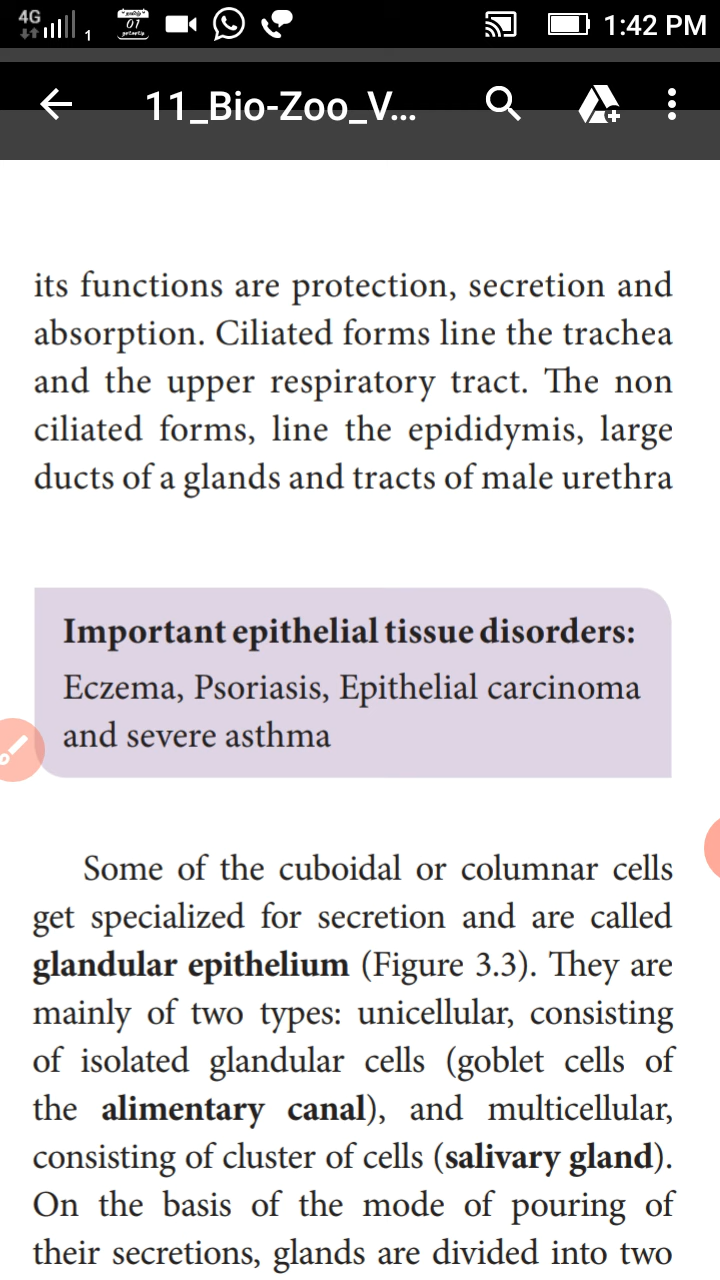 4G
1
01
1:42 PM
11_Bio-Zoo_V...
its functions are protection, secretion and
absorption. Ciliated forms line the trachea
and the upper respiratory tract. The non
ciliated forms, line the epididymis, large
ducts of a glands and tracts of male urethra
Important epithelial tissue disorders:
Eczema, Psoriasis, Epithelial carcinoma
and severe asthma
Some of the cuboidal or columnar cells
get specialized for secretion and are called
glandular epithelium (Figure 3.3). They are
mainly of two types: unicellular, consisting
of isolated glandular cells (goblet cells of
the alimentary canal), and multicellular,
consisting of cluster of cells (salivary gland).
On the basis of the mode of pouring of
their secretions, glands are divided into two